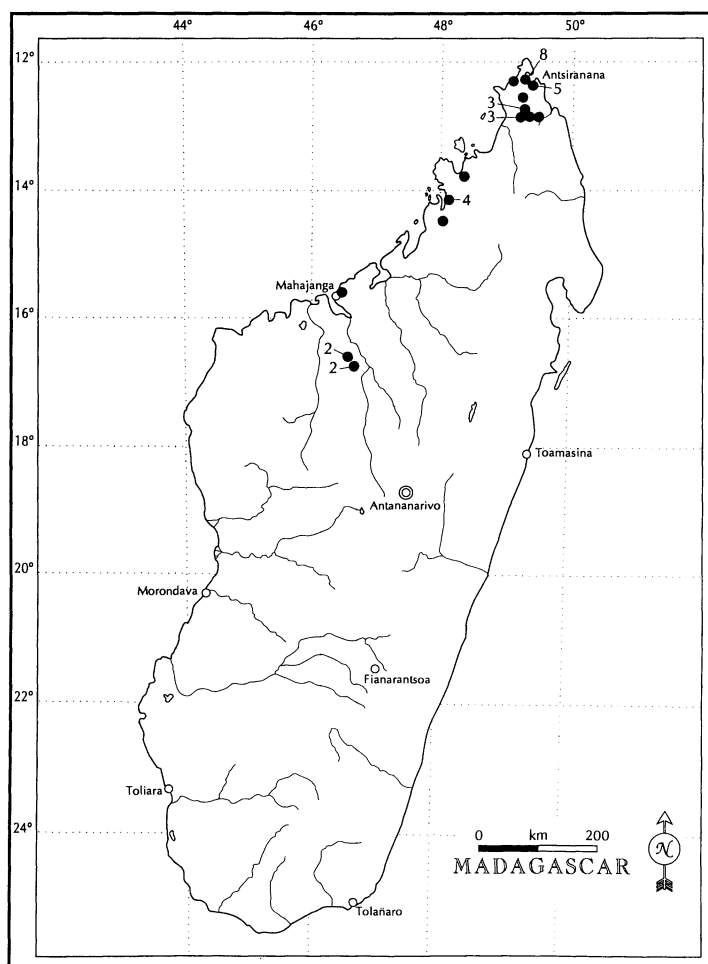 44° 46° 48° 50°
12°
8
Antsiranana
5
3
3
14°
4
Mahajanga
16°
2
2
18°
Toamasina
Antananarivo
20°
Morondava
Fianarantsoa
22°
Toliara
24°
0 km 200
N
MADAGASCAR
Tolañaro